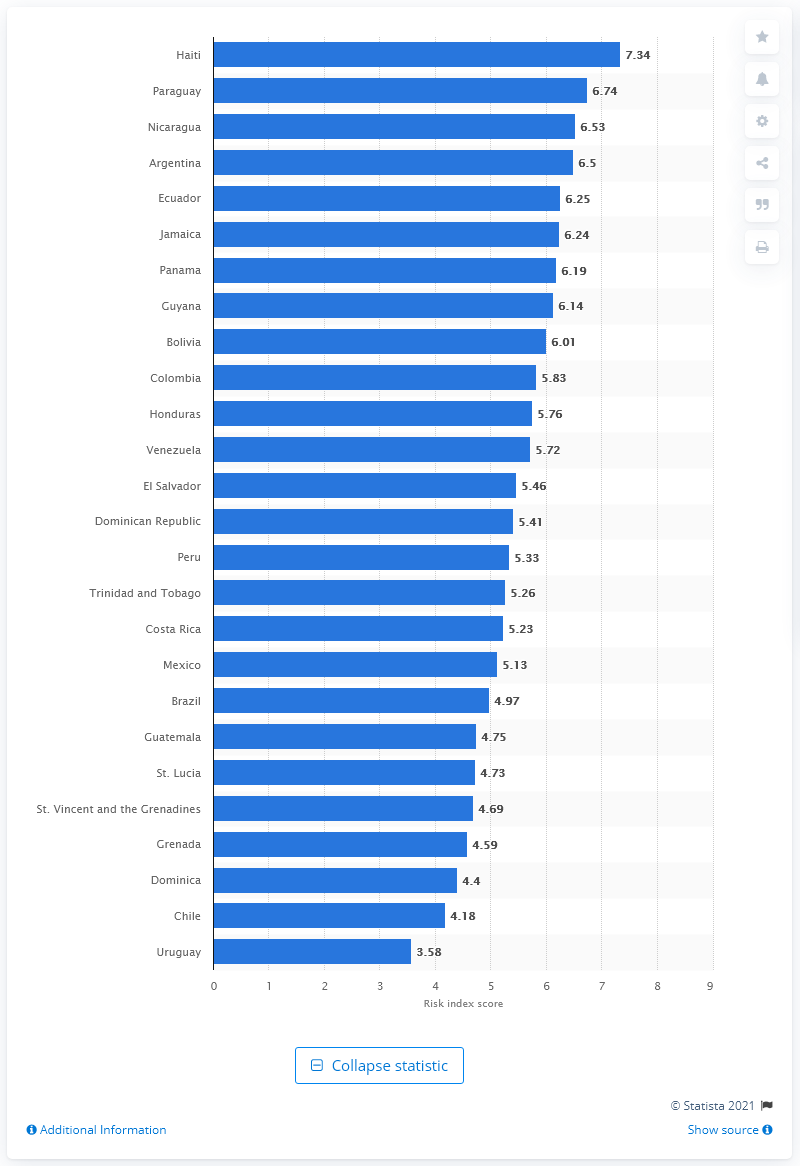 Haiti 7.34
Paraguay 6.74
Nicaragua 6.53
Argentina 6.5
Ecuador 6.25
Jamaica 6.24
Panama 6.19
Guyana 6.14
Bolivia 6.01
Colombia 5.83
Honduras 5.76
Venezuela 5.72
El Salvador 5.46
Dominican Republic 5.41
Peru 5.33
Trinidad and Tobago 5.26
Costa Rica 5.23
Mexico 5.13
Brazil 4.97
Guatemala 4.75
St. Lucia 4.73
St. Vincent and the Grenadines 4.69
Grenada 4.59
Dominica 4.4
Chile 4.18
Uruguay 3.58
0 1 2 3 4 5 6 7 8 9
Risk index score
Collapse statistic
© Statista 2021
Additional Information Show source